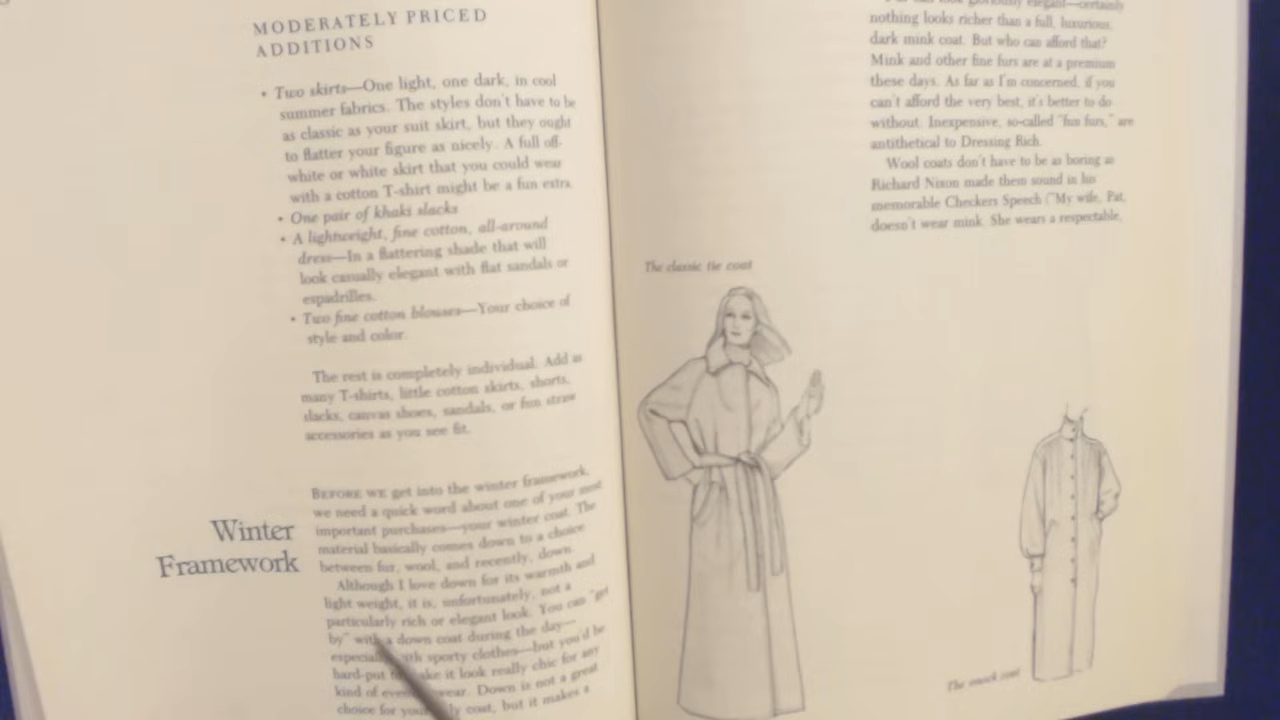 MODERATELY PRICED
ADDITIONS
• Two skirts—One light, one dark, in cool
summer fabrics. The styles don't have to be
as classic as your suit skirt, but they ought
to flatter your figure as nicely. A full off-
white or white skirt that you could wear
with a cotton T-shirt might be a fun extra.
• One pair of khaki slacks
• A lightweight, fine cotton, all-around
dress—In a flattering shade that will
look casually elegant with flat sandals or
espadrilles.
• Two fine cotton blouses—Your choice of
style and color.
The rest is completely individual. Add as
many T-shirts, little cotton skirts, shorts,
slacks, canvas shoes, sandals, or fun straw
accessories as you see fit.
Winter
Framework
BEFORE WE get into the winter framework,
we need a quick word about one of your most
important purchases—your winter coat. The
material basically comes down to a choice
between fur, wool, and recently, down.
Although I love down for its warmth and
light weight, it is, unfortunately, not a
particularly rich or elegant look. You can "get
by" with a down coat during the day—
especially with sporty clothes—but you'd be
hard-put to make it look really chic for any
kind of evening wear. Down is not a great
choice for your only coat, but it makes a
gloriously elegant—certainly
nothing looks richer than a full, luxurious,
dark mink coat. But who can afford that?
Mink and other fine furs are at a premium
these days. As far as I'm concerned, if you
can't afford the very best, it's better to do
without. Inexpensive, so-called "fun furs," are
antithetical to Dressing Rich.
Wool coats don't have to be as boring as
Richard Nixon made them sound in his
memorable Checkers Speech ("My wife, Pat,
doesn't wear mink. She wears a respectable,
The classic tie coat
The smock coat